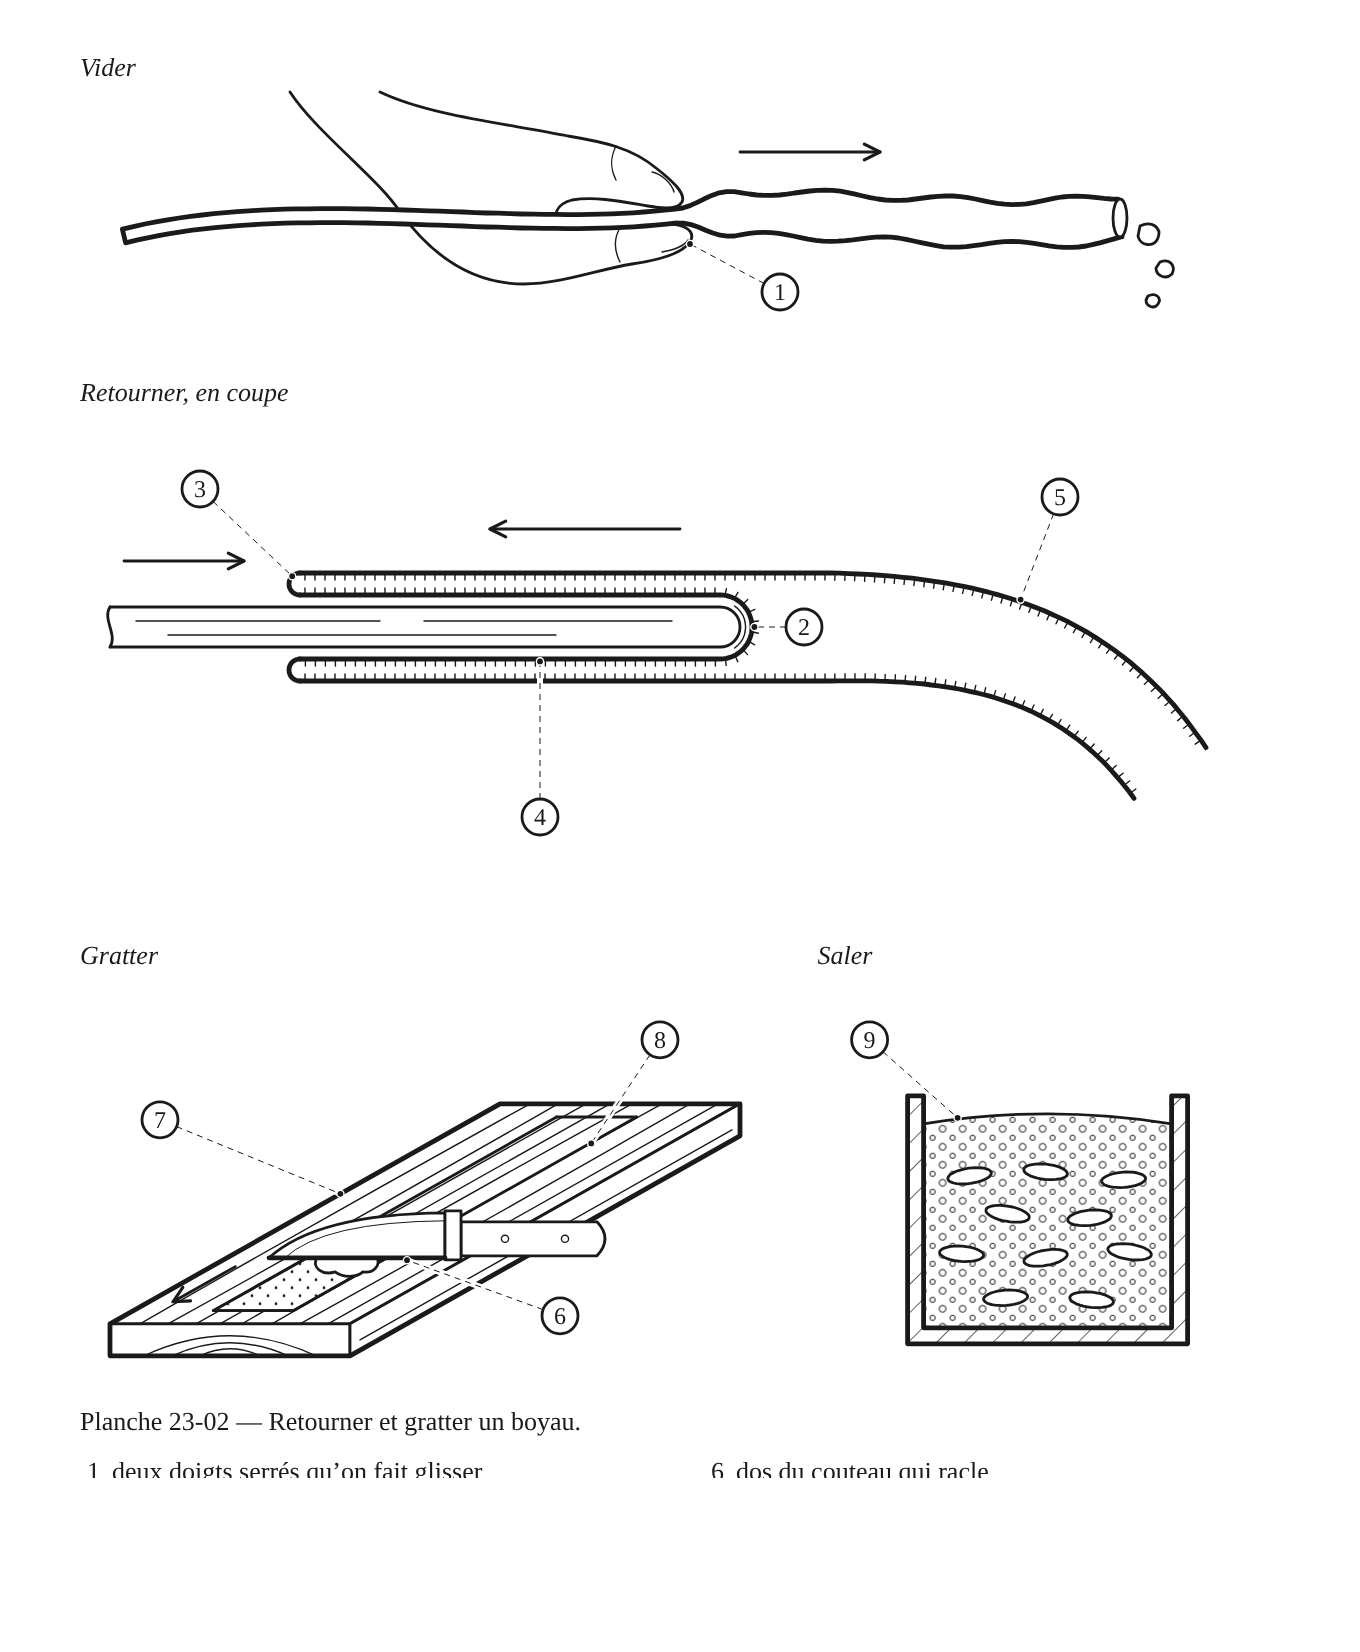 Vider
1
Retourner, en coupe
3
5
2
4
Gratter
Saler
8
9
7
6
Planche 23-02 — Retourner et gratter un boyau.
1 deux doigts serrés qu’on fait glisser
6 dos du couteau qui racle